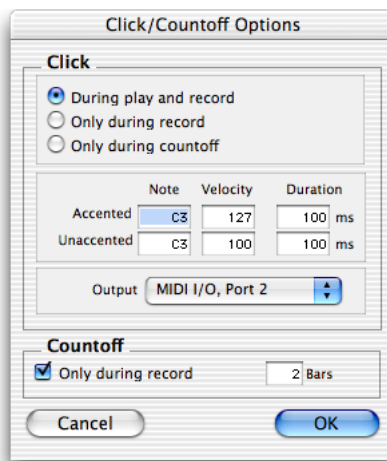 Click/Countoff Options
Click
During play and record
Only during record
Only during countoff
Note Velocity Duration
Accented C3 127 100 ms
Unaccented C3 100 100 ms
Output MIDI I/O, Port 2
Countoff
Only during record 2 Bars
Cancel OK